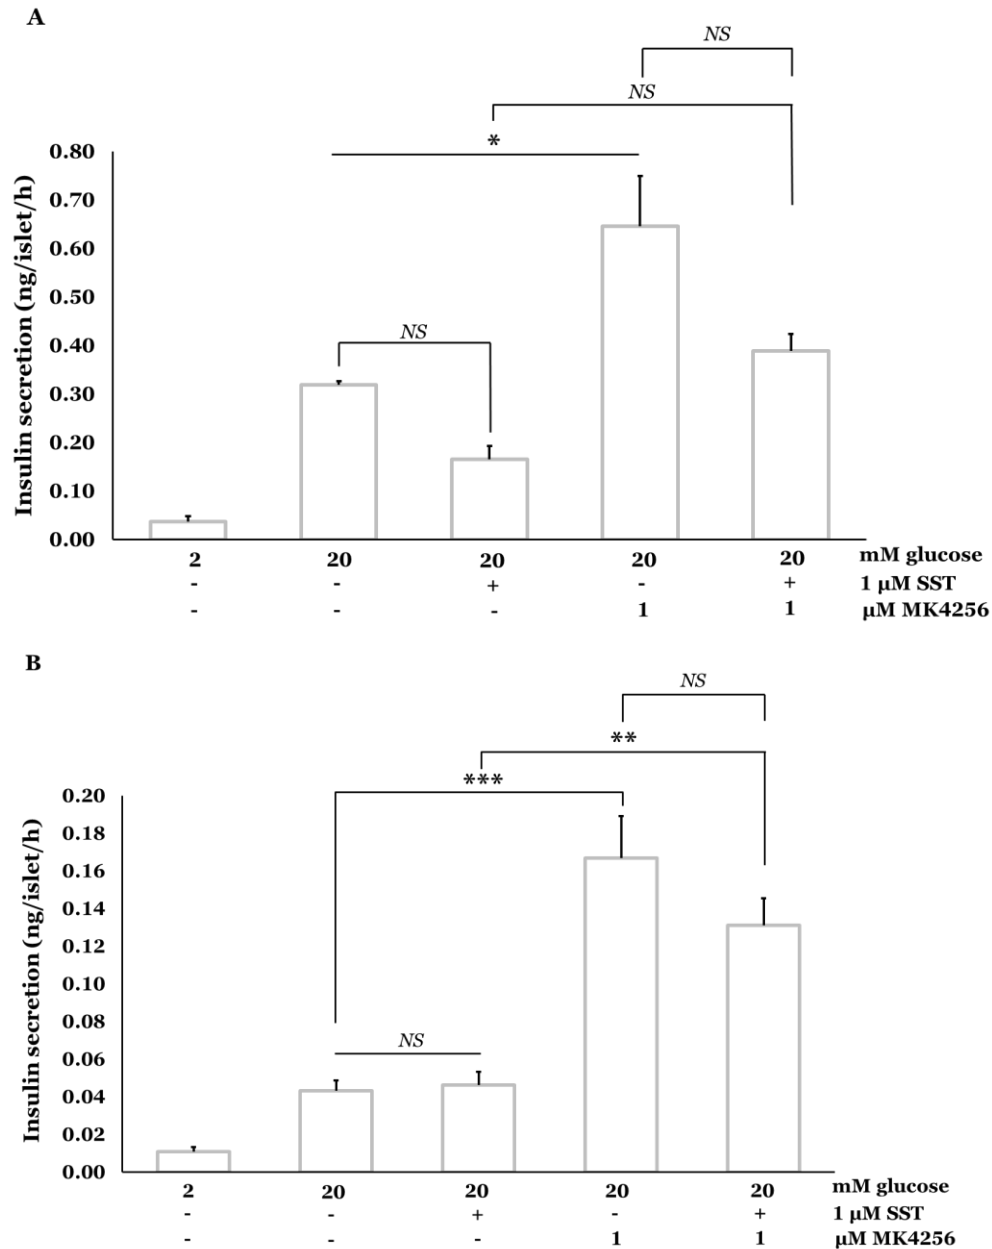 A
NS
NS
*
0.80
0.70
0.60
0.50
0.40
0.30
0.20
0.10
0.00
Insulin secretion (ng/islet/h)
NS
2 20 20 20 20 mM glucose
- - + - + 1 µM SST
- - - 1 1 µM MK4256
B
NS
**
***
0.20
0.18
0.16
0.14
0.12
0.10
0.08
0.06
0.04
0.02
0.00
Insulin secretion (ng/islet/h)
NS
2 20 20 20 20 mM glucose
- - + - + 1 µM SST
- - - 1 1 µM MK4256